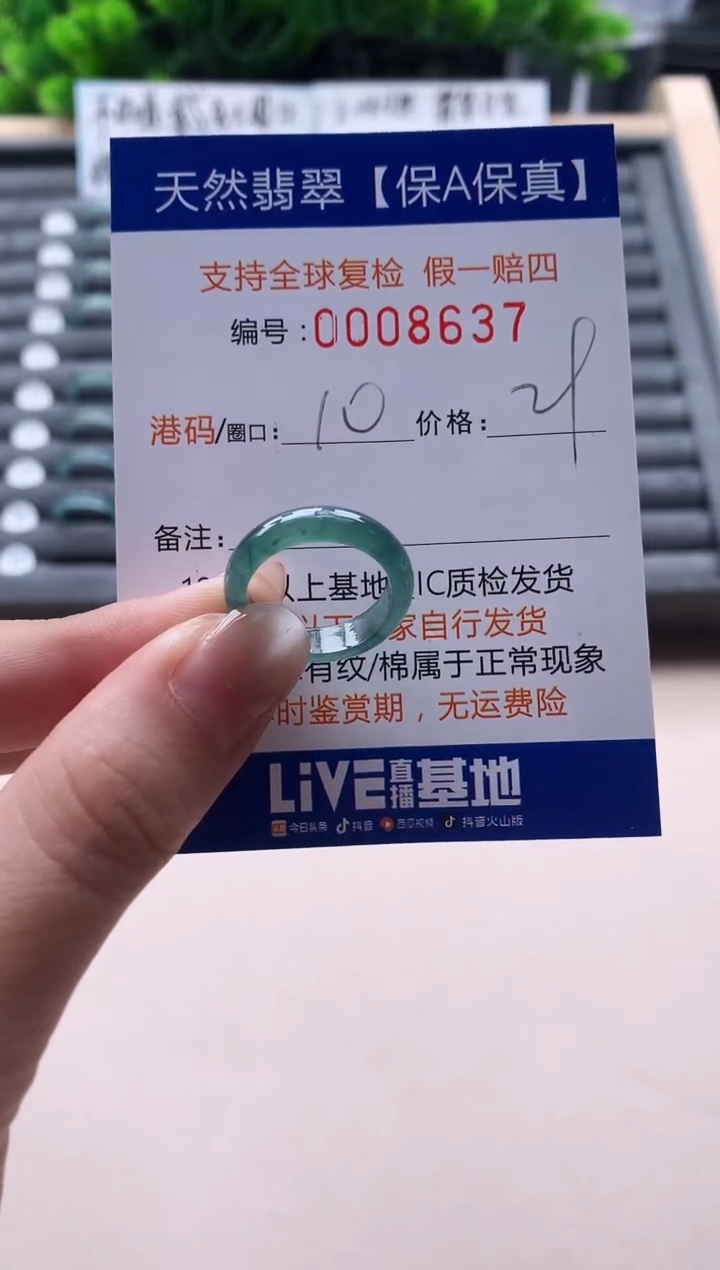 天然翡翠【保A保真】
支持全球复检 假一赔四
编号:0008637
港码/圈口: 10 价格:
备注:
以上基地 IC质检发货
家自行发货
有纹/棉属于正常现象
时鉴赏期,无运费险
LiVE直播基地
今日头条 抖音 西瓜视频 抖音火山版